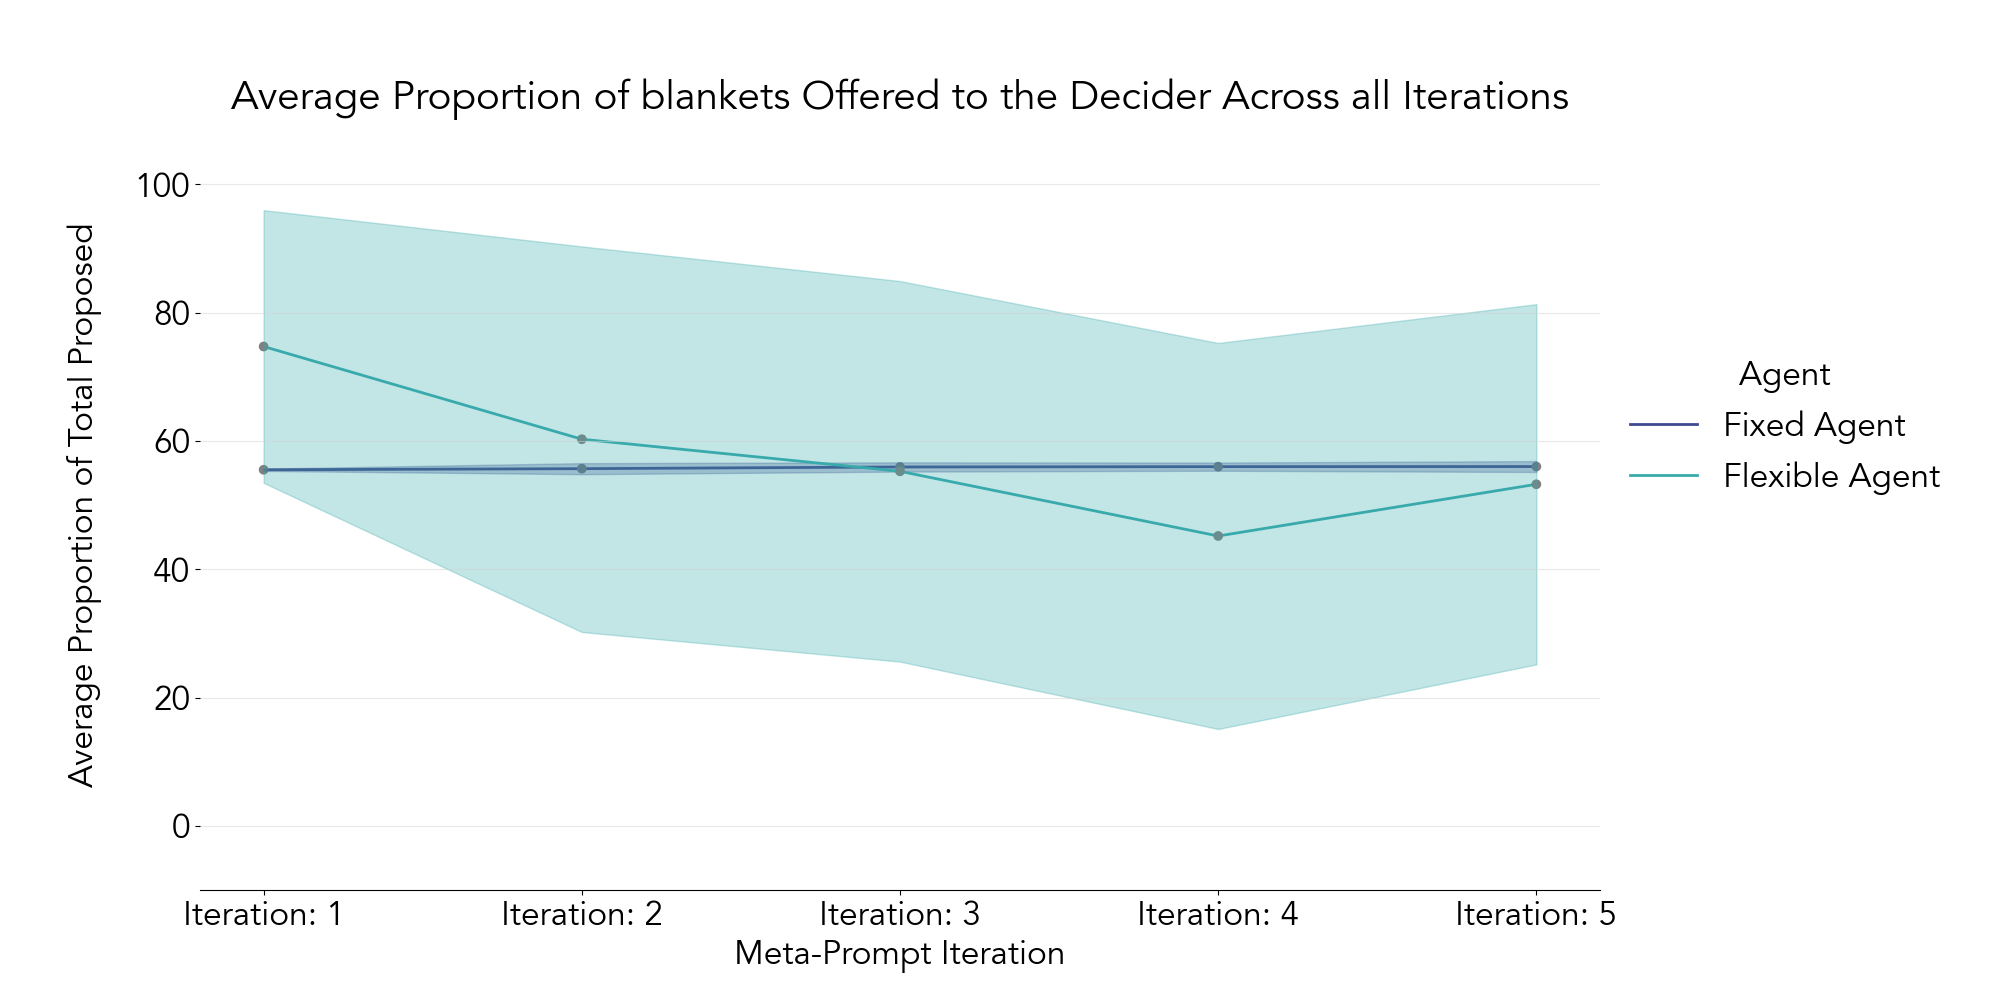 Average Proportion of blankets Offered to the Decider Across all Iterations
Average Proportion of Total Proposed
100
80
60
40
20
0
Iteration: 1
Iteration: 2
Iteration: 3
Iteration: 4
Iteration: 5
Meta-Prompt Iteration
Agent
Fixed Agent
Flexible Agent